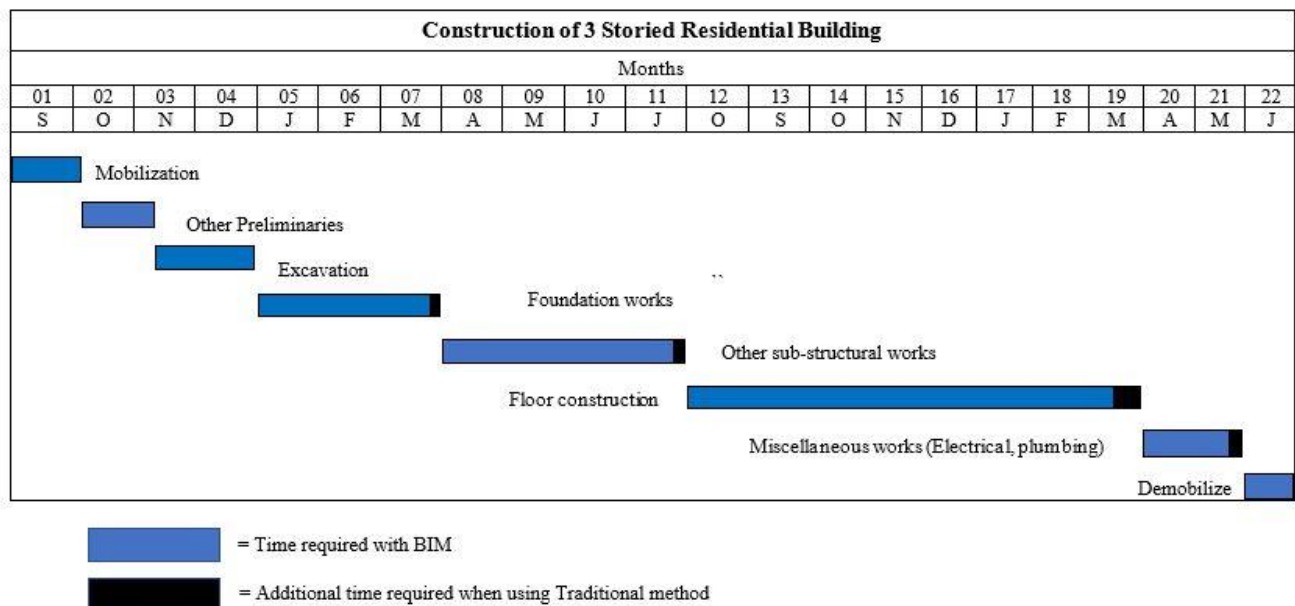 Construction of 3 Storied Residential Building
Months
01 02 03 04 05 06 07 08 09 10 11 12 13 14 15 16 17 18 19 20 21 22
S O N D J F M A M J J O S O N D J F M A M J
Mobilization
Other Preliminaries
Excavation
``
Foundation works
Other sub-structural works
Floor construction
Miscellaneous works (Electrical, plumbing)
Demobilize
= Time required with BIM
= Additional time required when using Traditional method